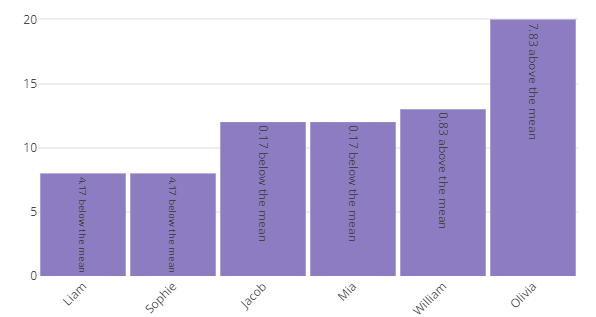 20
15
10
5
0
4.17 below the mean
4.17 below the mean
0.17 below the mean
0.17 below the mean
0.83 above the mean
7.83 above the mean
Liam
Sophie
Jacob
Mia
William
Olivia